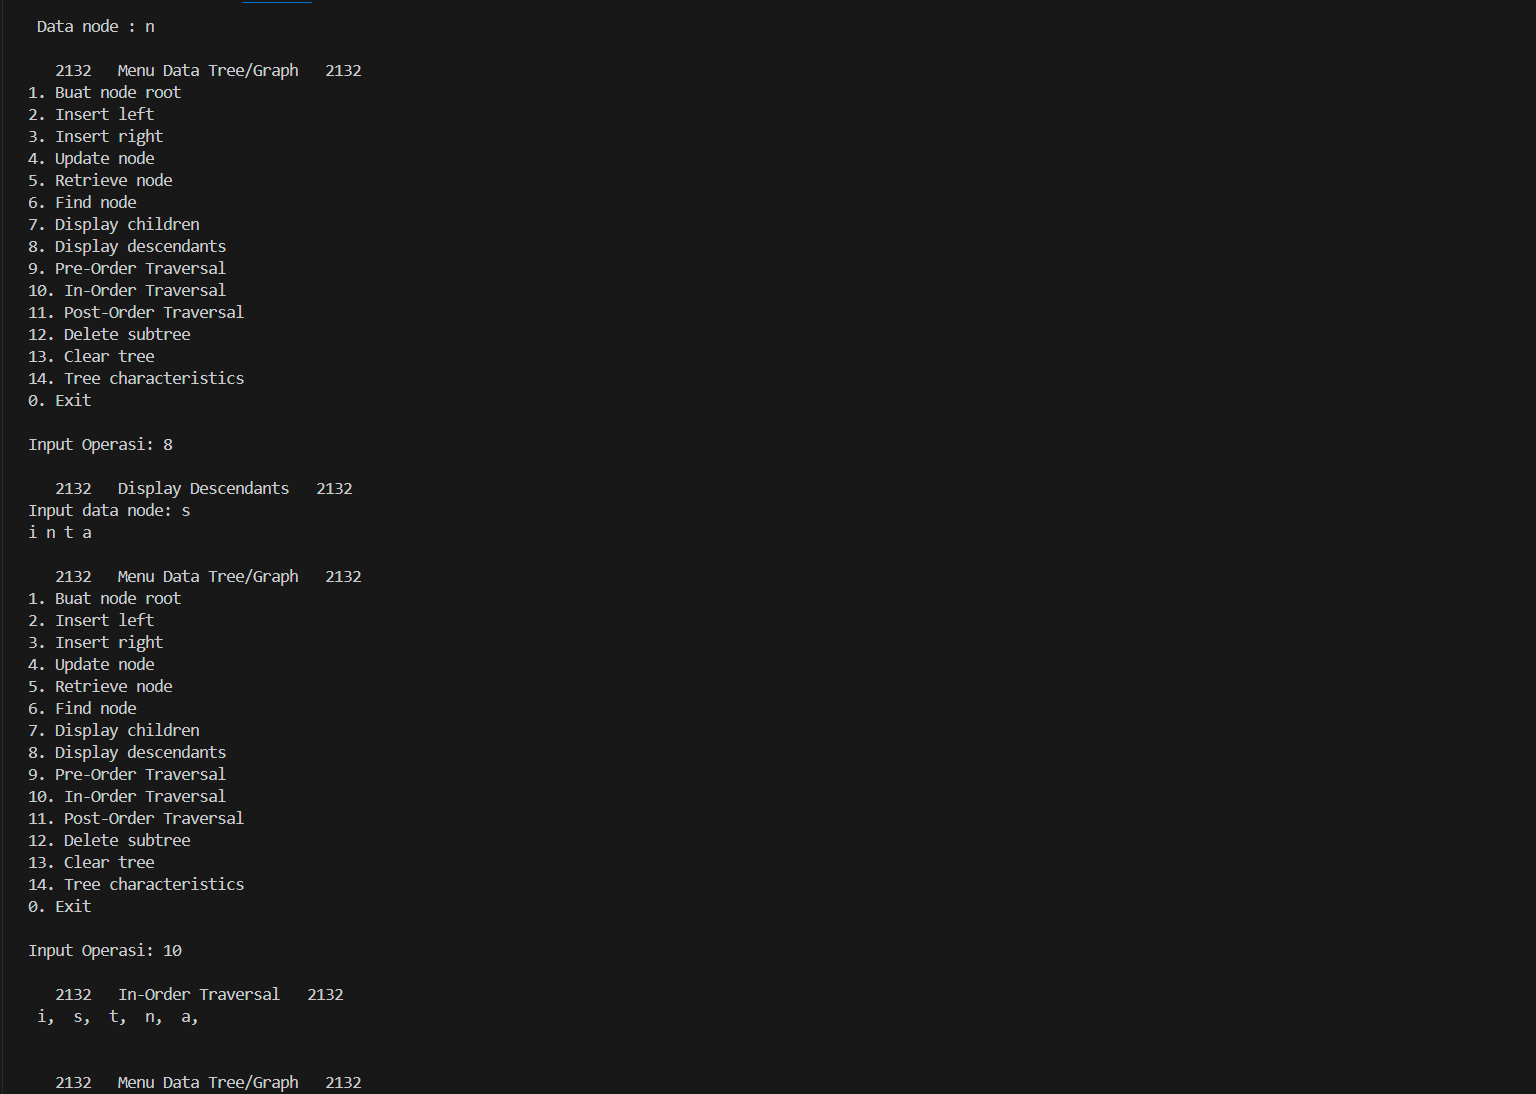 Data node : n
2132 Menu Data Tree/Graph 2132
1. Buat node root
2. Insert left
3. Insert right
4. Update node
5. Retrieve node
6. Find node
7. Display children
8. Display descendants
9. Pre-Order Traversal
10. In-Order Traversal
11. Post-Order Traversal
12. Delete subtree
13. Clear tree
14. Tree characteristics
0. Exit
Input Operasi: 8
2132 Display Descendants 2132
Input data node: s
i n t a
2132 Menu Data Tree/Graph 2132
1. Buat node root
2. Insert left
3. Insert right
4. Update node
5. Retrieve node
6. Find node
7. Display children
8. Display descendants
9. Pre-Order Traversal
10. In-Order Traversal
11. Post-Order Traversal
12. Delete subtree
13. Clear tree
14. Tree characteristics
0. Exit
Input Operasi: 10
2132 In-Order Traversal 2132
i, s, t, n, a,
2132 Menu Data Tree/Graph 2132